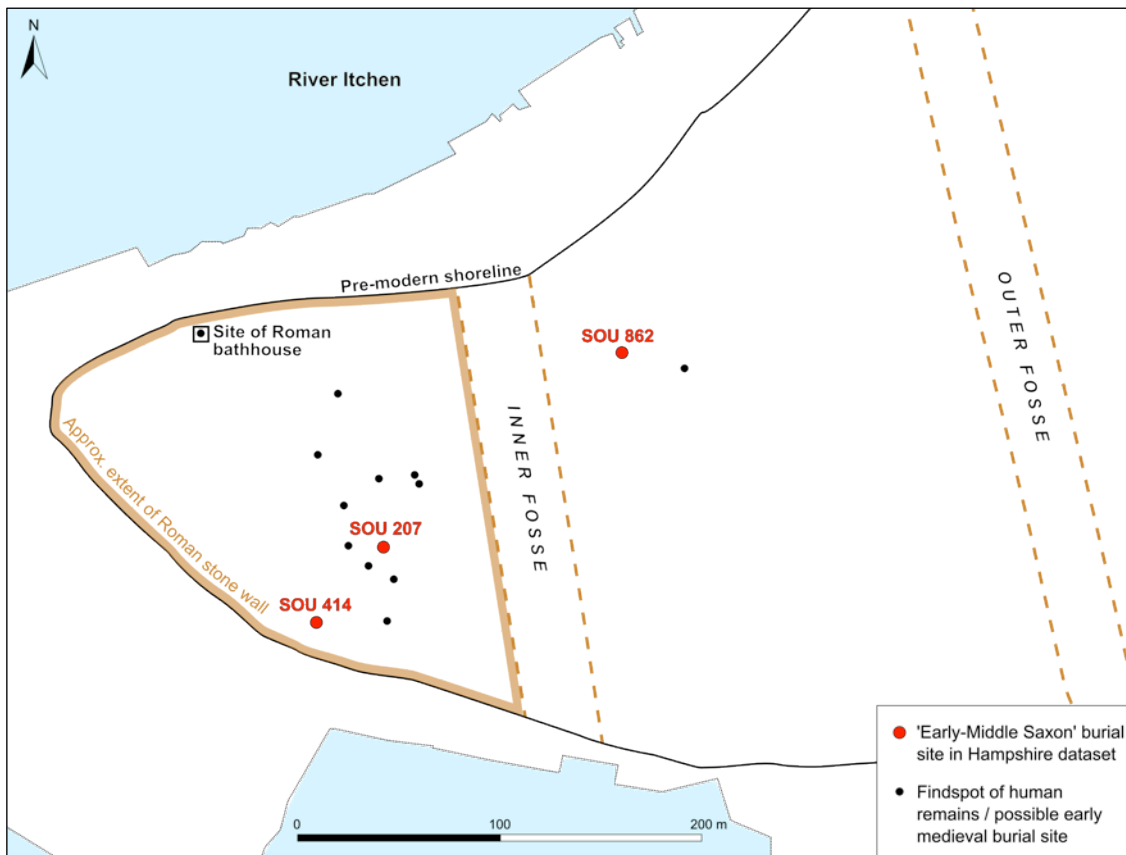 N
River Itchen
Pre-modern shoreline
Site of Roman
bathhouse
SOU 862
OUTER FOSSE
INNER FOSSE
Approx. extent of Roman stone wall
SOU 207
SOU 414
'Early-Middle Saxon' burial
site in Hampshire dataset
Findspot of human
remains / possible early
medieval burial site
0 100 200 m